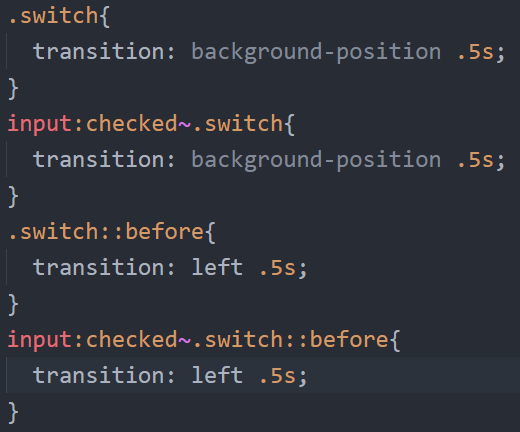 .switch{
  transition: background-position .5s;
}
input:checked~.switch{
  transition: background-position .5s;
}
.switch::before{
  transition: left .5s;
}
input:checked~.switch::before{
  transition: left .5s;
}